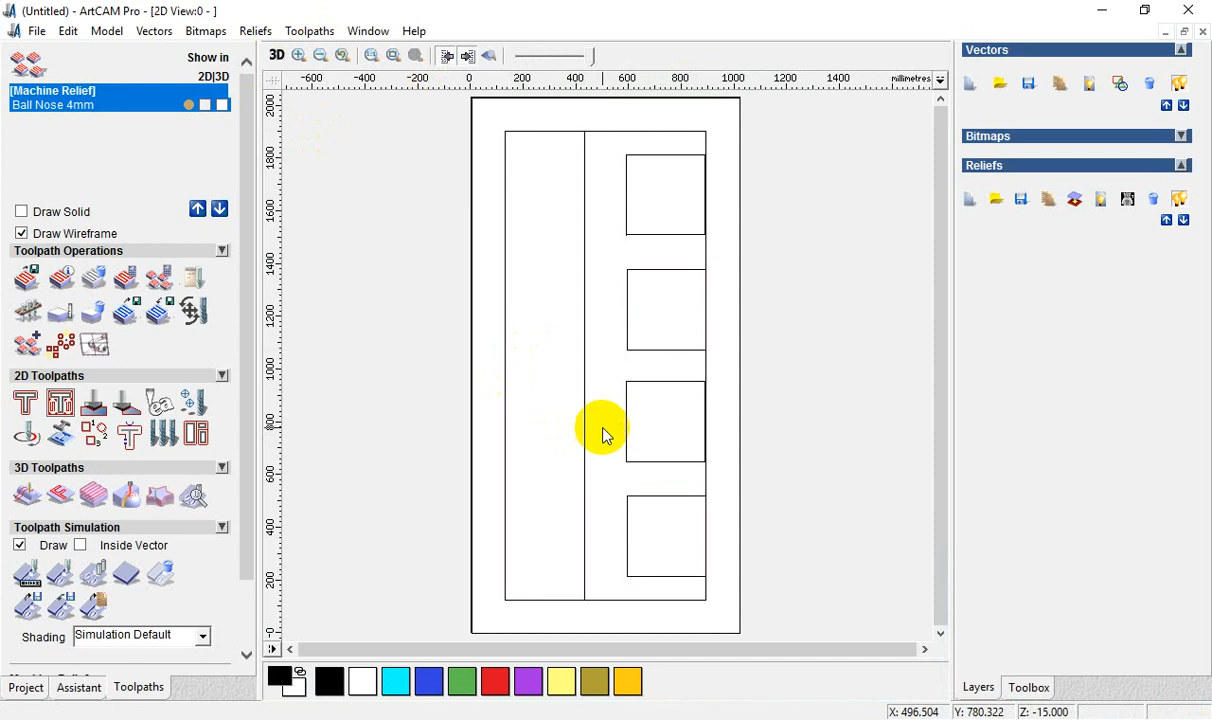 (Untitled) - ArtCAM Pro - [2D View:0 - ]
File Edit Model Vectors Bitmaps Reliefs Toolpaths Window Help
Show in
2D|3D
[Machine Relief]
Ball Nose 4mm
Draw Solid
Draw Wireframe
Toolpath Operations
2D Toolpaths
3D Toolpaths
Toolpath Simulation
Draw Inside Vector
Shading Simulation Default
Project Assistant Toolpaths
3D
-600 -400 -200 0 200 400 600 800 1000 1200 1400 millimetres
2000
1800
1600
1400
1200
1000
800
600
400
200
-0
Vectors
Bitmaps
Reliefs
Layers Toolbox
X: 496.504 Y: 780.322 Z: -15.000